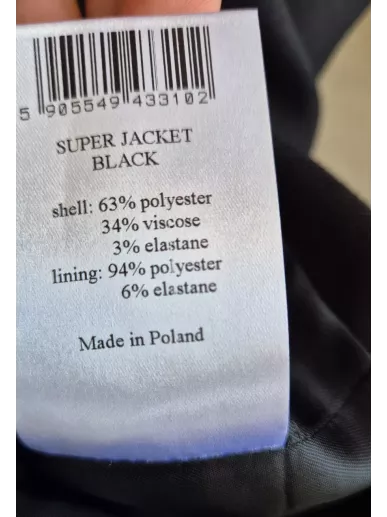 5 905549 433102
SUPER JACKET
BLACK
shell: 63% polyester
34% viscose
3% elastane
lining: 94% polyester
6% elastane
Made in Poland